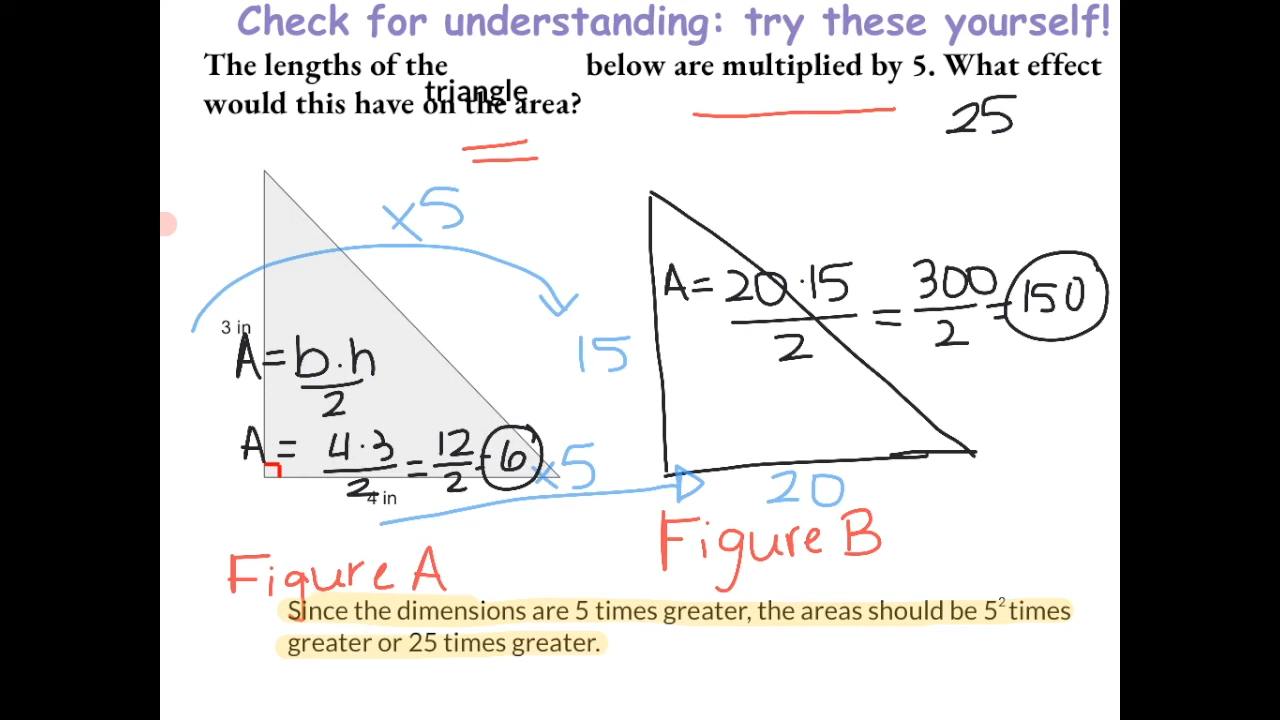 Check for understanding: try these yourself!
The lengths of the triangle below are multiplied by 5. What effect
would this have on the area?
25
×5
3 in
A = b·h / 2
A = 4·3 / 2 = 12 / 2 = 6
4 in
×5
15
A = 20·15 / 2 = 300 / 2 = 150
20
Figure A
Figure B
Since the dimensions are 5 times greater, the areas should be 5² times
greater or 25 times greater.